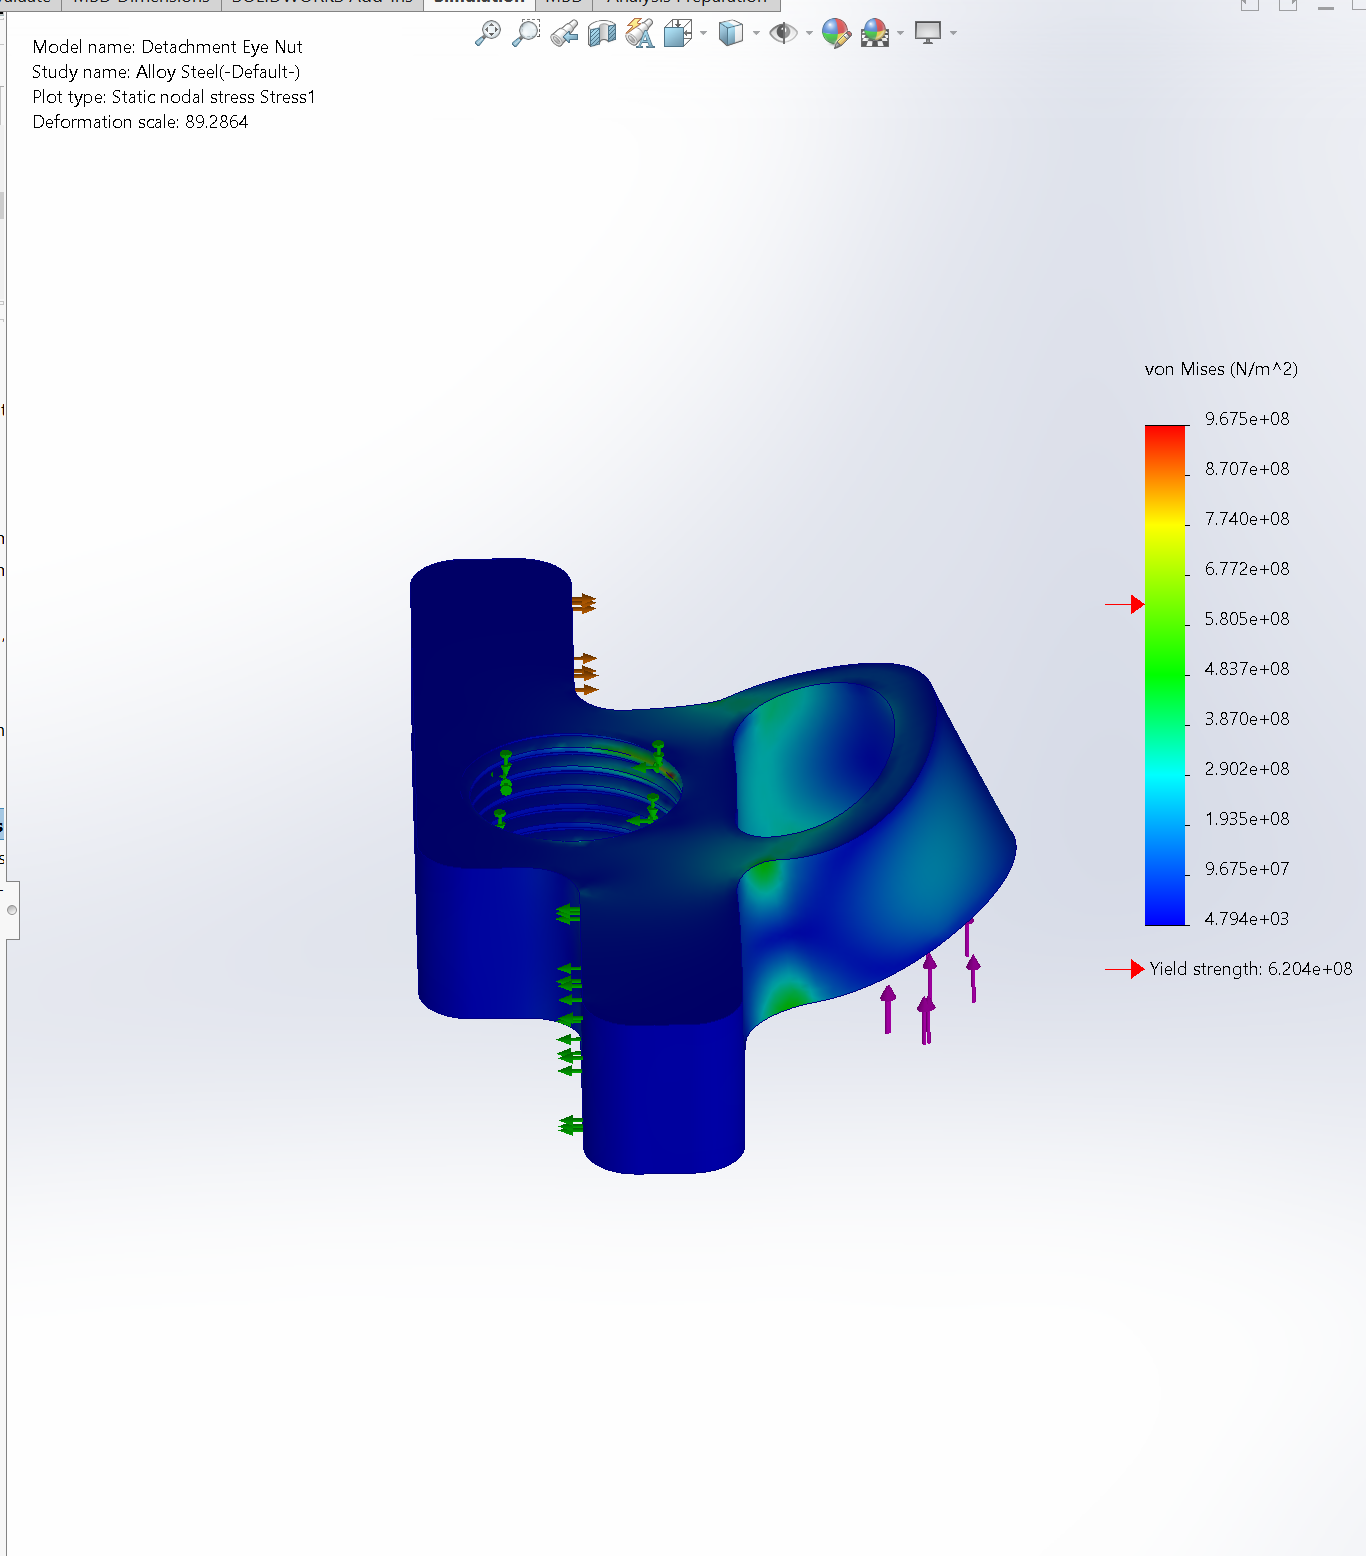 MBD Dimensions
SOLIDWORKS Add-Ins
Simulation
MBD
Analysis Preparation
Model name: Detachment Eye Nut
Study name: Alloy Steel(-Default-)
Plot type: Static nodal stress Stress1
Deformation scale: 89.2864
von Mises (N/m^2)
9.675e+08
8.707e+08
7.740e+08
6.772e+08
5.805e+08
4.837e+08
3.870e+08
2.902e+08
1.935e+08
9.675e+07
4.794e+03
Yield strength: 6.204e+08